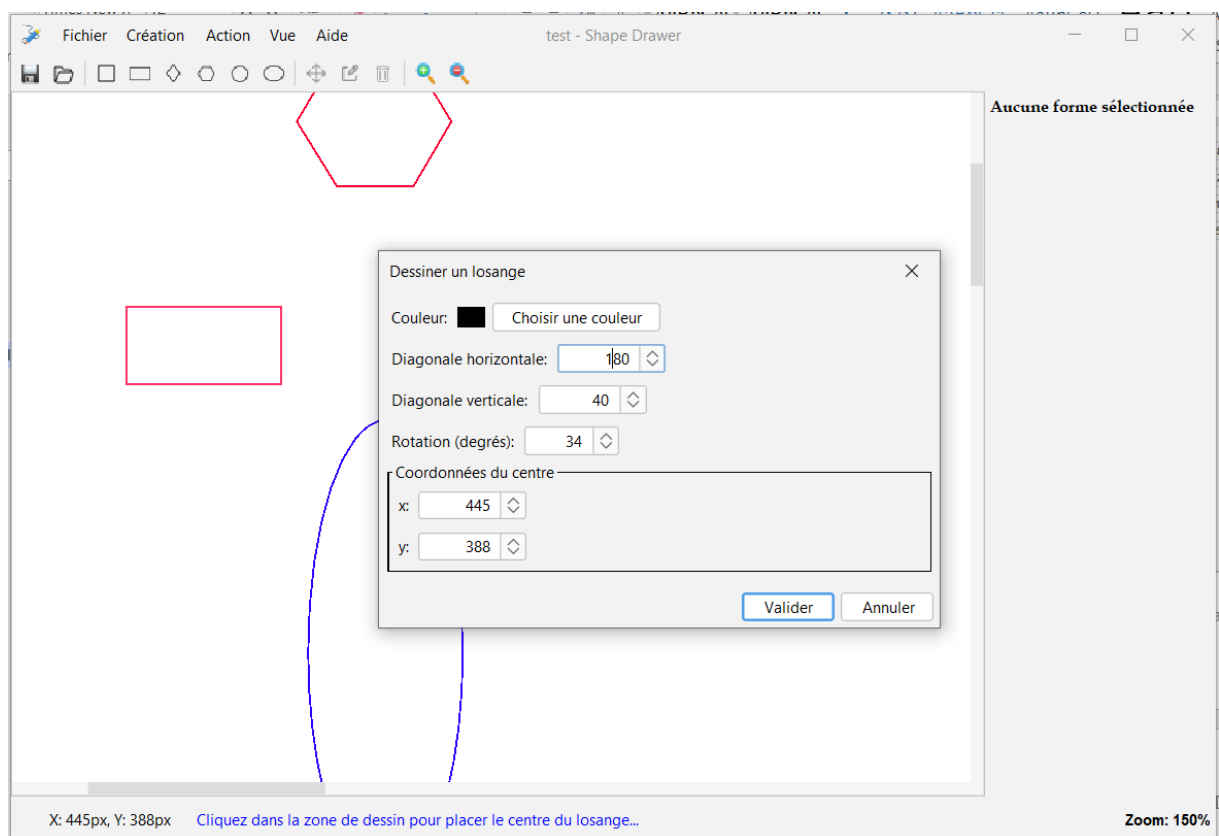 Fichier Création Action Vue Aide test - Shape Drawer
Aucune forme sélectionnée
Dessiner un losange
Couleur: Choisir une couleur
Diagonale horizontale: 180
Diagonale verticale: 40
Rotation (degrés): 34
Coordonnées du centre
x: 445
y: 388
Valider Annuler
X: 445px, Y: 388px Cliquez dans la zone de dessin pour placer le centre du losange... Zoom: 150%